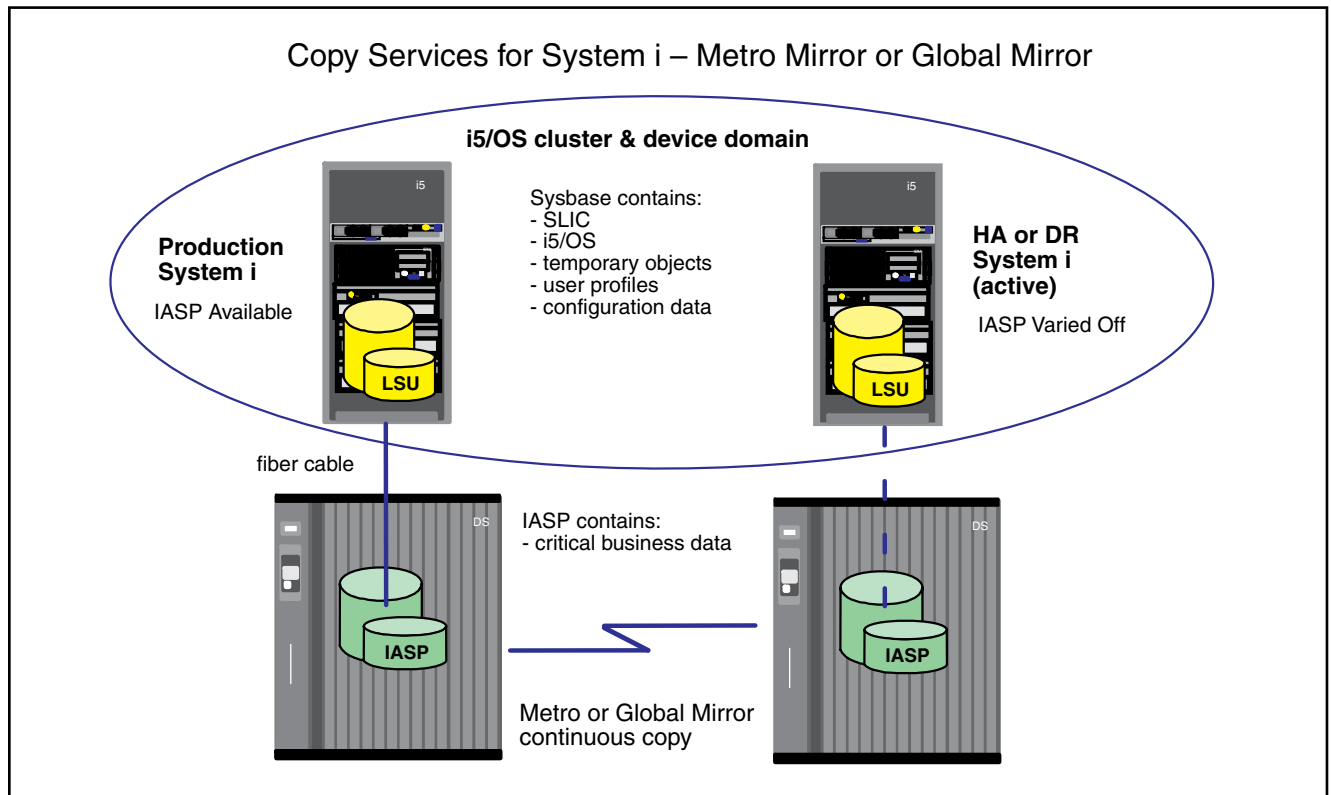 Copy Services for System i – Metro Mirror or Global Mirror
i5/OS cluster & device domain
i5
Production
System i
IASP Available
LSU
Sysbase contains:
- SLIC
- i5/OS
- temporary objects
- user profiles
- configuration data
i5
HA or DR
System i
(active)
IASP Varied Off
LSU
fiber cable
DS
IASP
IASP contains:
- critical business data
DS
IASP
Metro or Global Mirror
continuous copy